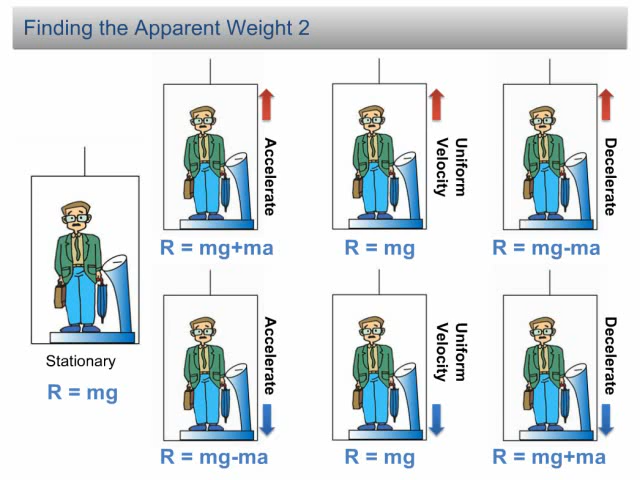 Finding the Apparent Weight 2
Accelerate
Uniform
Velocity
Decelerate
R = mg+ma
R = mg
R = mg-ma
Stationary
R = mg
Accelerate
Uniform
Velocity
Decelerate
R = mg-ma
R = mg
R = mg+ma